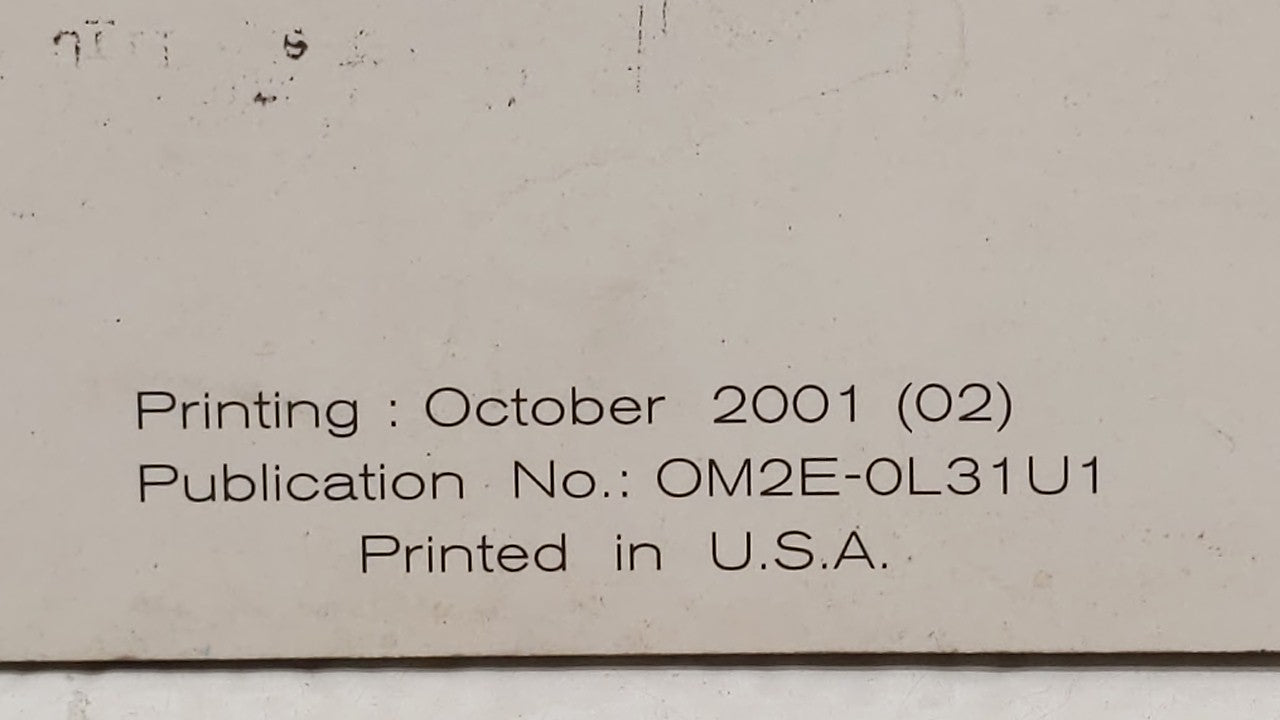 Printing : October 2001 (02)
Publication No.: OM2E-0L31U1
Printed in U.S.A.